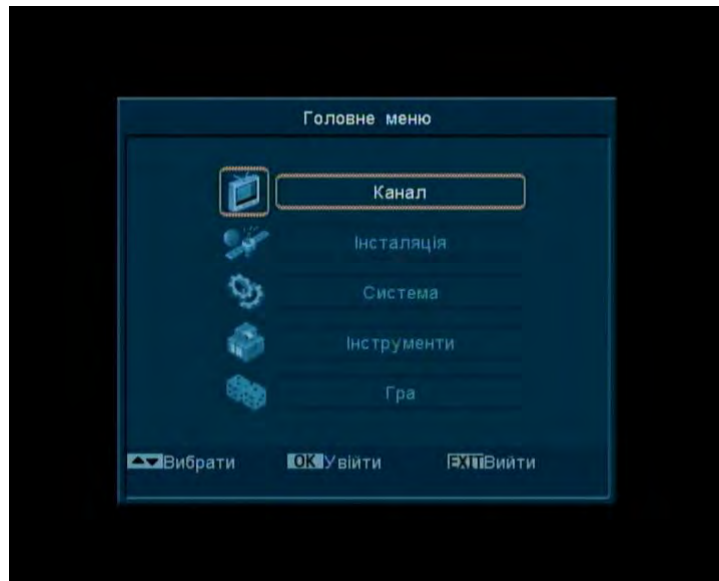 Головне меню
Канал
Інсталяція
Система
Інструменти
Гра
Вибрати OK Увійти EXIT Вийти